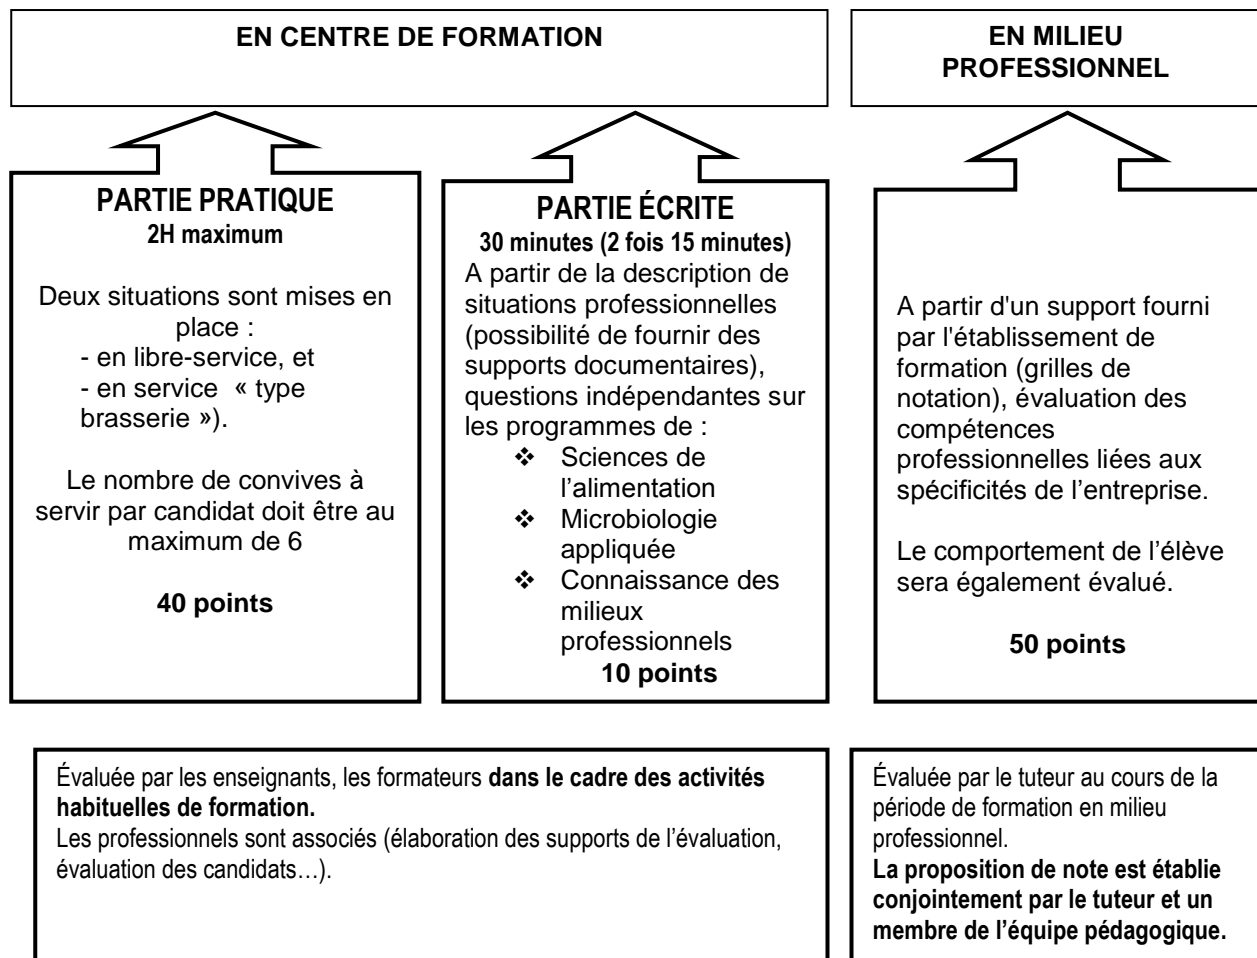 EN CENTRE DE FORMATION
EN MILIEU
PROFESSIONNEL
PARTIE PRATIQUE
2H maximum
Deux situations sont mises en
place :
- en libre-service, et
- en service « type
brasserie »).
Le nombre de convives à
servir par candidat doit être au
maximum de 6
40 points
PARTIE ÉCRITE
30 minutes (2 fois 15 minutes)
A partir de la description de
situations professionnelles
(possibilité de fournir des
supports documentaires),
questions indépendantes sur
les programmes de :
❖ Sciences de
l’alimentation
❖ Microbiologie
appliquée
❖ Connaissance des
milieux
professionnels
10 points
A partir d'un support fourni
par l'établissement de
formation (grilles de
notation), évaluation des
compétences
professionnelles liées aux
spécificités de l’entreprise.
Le comportement de l’élève
sera également évalué.
50 points
Évaluée par les enseignants, les formateurs dans le cadre des activités
habituelles de formation.
Les professionnels sont associés (élaboration des supports de l’évaluation,
évaluation des candidats…).
Évaluée par le tuteur au cours de la
période de formation en milieu
professionnel.
La proposition de note est établie
conjointement par le tuteur et un
membre de l’équipe pédagogique.